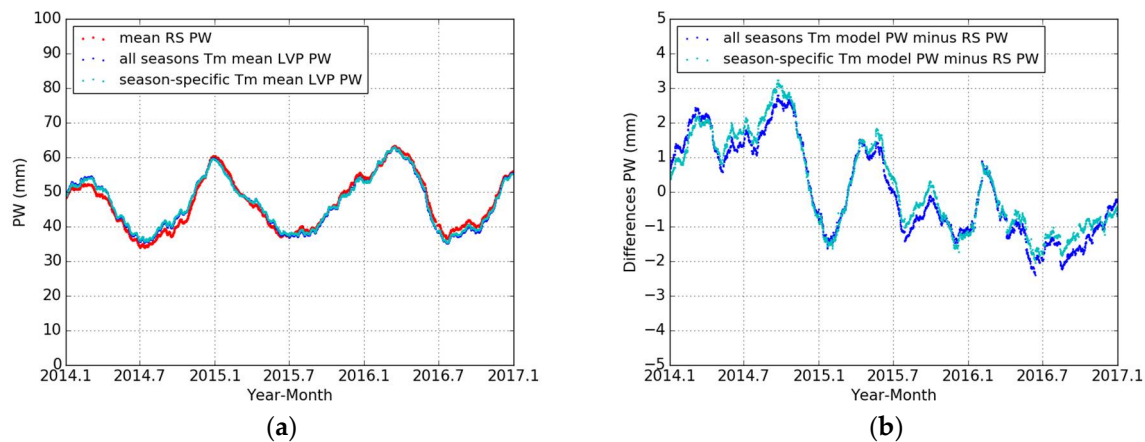 100
90
80
70
60
50
40
30
20
10
0
PW (mm)
mean RS PW
all seasons Tm mean LVP PW
season-specific Tm mean LVP PW
2014.1 2014.7 2015.1 2015.7 2016.1 2016.7 2017.1
Year-Month
(a)
5
4
3
2
1
0
−1
−2
−3
−4
−5
Differences PW (mm)
all seasons Tm model PW minus RS PW
season-specific Tm model PW minus RS PW
2014.1 2014.7 2015.1 2015.7 2016.1 2016.7 2017.1
Year-Month
(b)